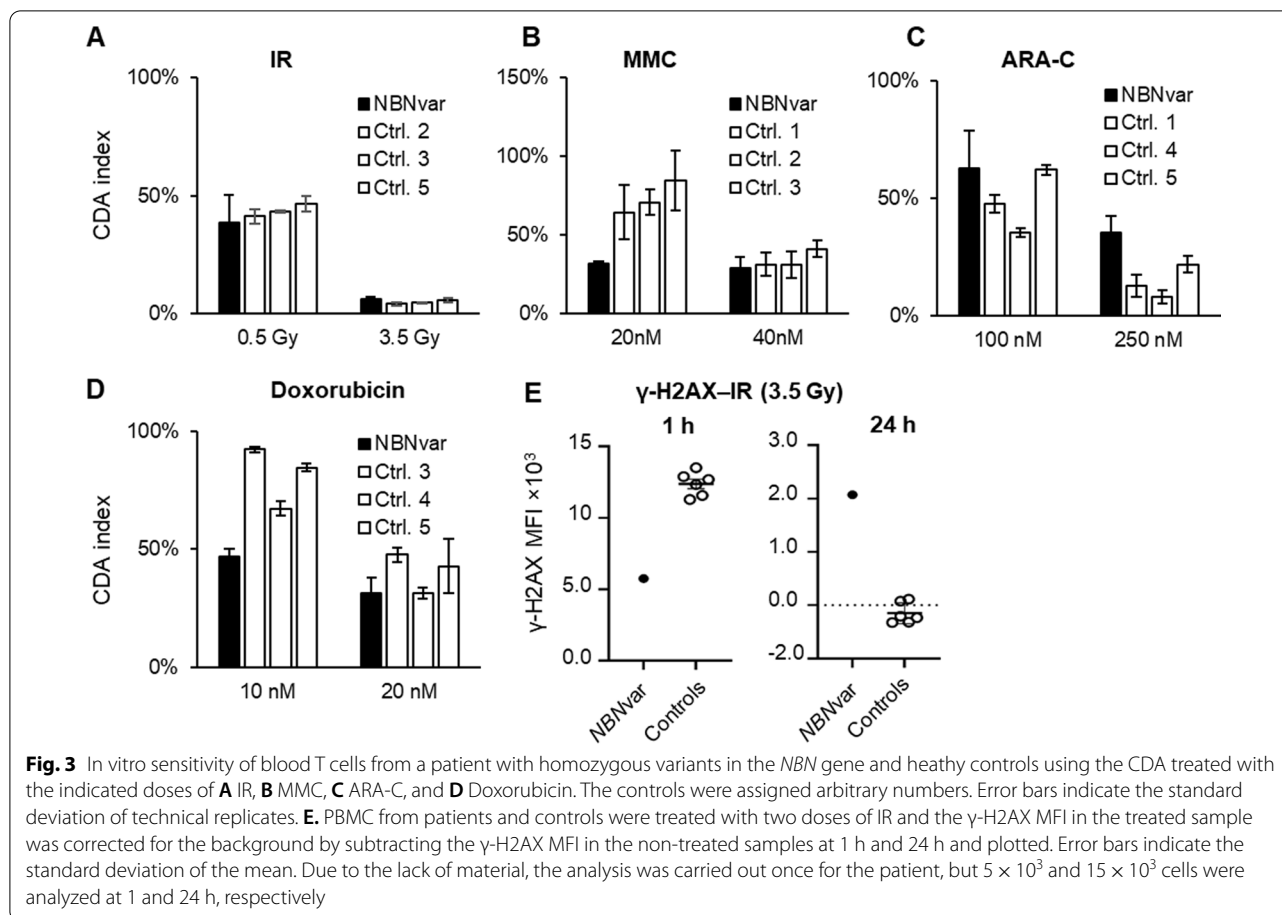 A
IR
100%
50%
0%
CDA index
NBNvar
Ctrl. 2
Ctrl. 3
Ctrl. 5
0.5 Gy 3.5 Gy
B
MMC
150%
100%
50%
0%
NBNvar
Ctrl. 1
Ctrl. 2
Ctrl. 3
20nM 40nM
C
ARA-C
100%
50%
0%
NBNvar
Ctrl. 1
Ctrl. 4
Ctrl. 5
100 nM 250 nM
D
Doxorubicin
100%
50%
0%
CDA index
NBNvar
Ctrl. 3
Ctrl. 4
Ctrl. 5
10 nM 20 nM
E
γ-H2AX–IR (3.5 Gy)
1 h
γ-H2AX MFI ×10³
15
10
5.0
0.0
NBNvar
Controls
24 h
3.0
2.0
1.0
0.0
-2.0
NBNvar
Controls
Fig. 3 In vitro sensitivity of blood T cells from a patient with homozygous variants in the NBN gene and heathy controls using the CDA treated with
the indicated doses of A IR, B MMC, C ARA-C, and D Doxorubicin. The controls were assigned arbitrary numbers. Error bars indicate the standard
deviation of technical replicates. E. PBMC from patients and controls were treated with two doses of IR and the γ-H2AX MFI in the treated sample
was corrected for the background by subtracting the γ-H2AX MFI in the non-treated samples at 1 h and 24 h and plotted. Error bars indicate the
standard deviation of the mean. Due to the lack of material, the analysis was carried out once for the patient, but 5 × 10³ and 15 × 10³ cells were
analyzed at 1 and 24 h, respectively